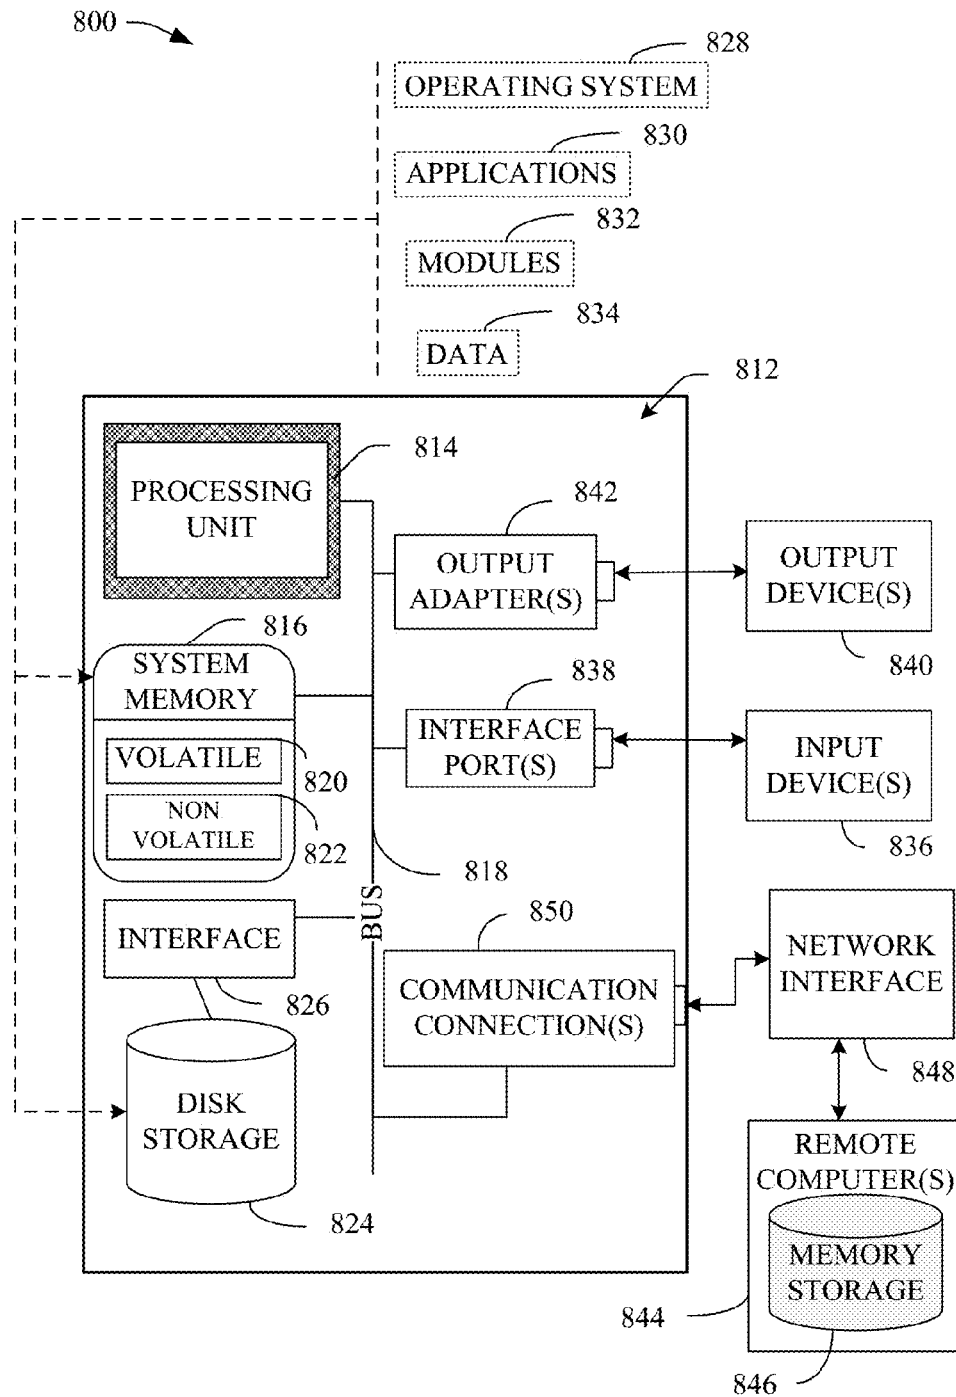 800
828
OPERATING SYSTEM
830
APPLICATIONS
832
MODULES
834
DATA
812
PROCESSING
UNIT
814
842
OUTPUT
ADAPTER(S)
OUTPUT
DEVICE(S)
840
816
SYSTEM
MEMORY
838
INTERFACE
PORT(S)
INPUT
DEVICE(S)
836
VOLATILE
820
NON
VOLATILE
822
818
BUS
850
INTERFACE
826
COMMUNICATION
CONNECTION(S)
NETWORK
INTERFACE
848
DISK
STORAGE
824
REMOTE
COMPUTER(S)
MEMORY
STORAGE
844
846